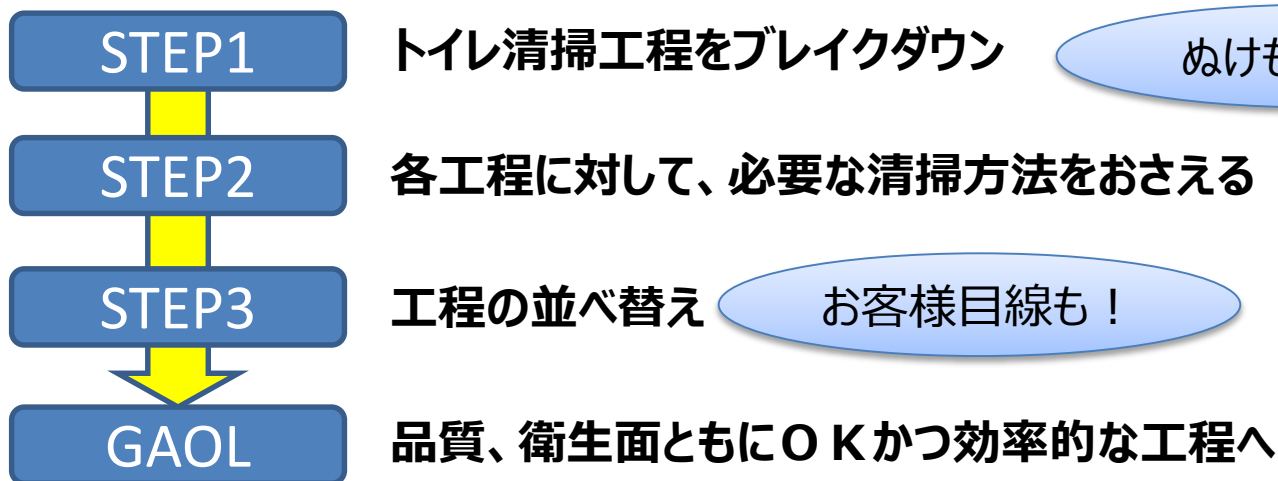 STEP1
トイレ清掃工程をブレイクダウン
ぬけも
STEP2
各工程に対して、必要な清掃方法をおさえる
STEP3
工程の並べ替え
お客様目線も！
GAOL
品質、衛生面ともにＯＫかつ効率的な工程へ